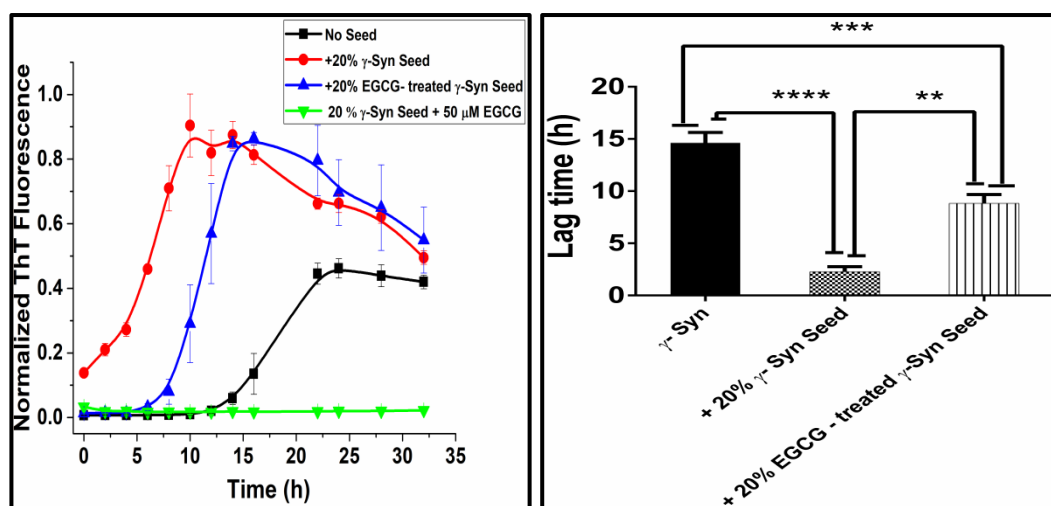 No Seed
+20% γ-Syn Seed
+20% EGCG- treated γ-Syn Seed
20 % γ-Syn Seed + 50 μM EGCG
Normalized ThT Fluorescence
1.0
0.8
0.6
0.4
0.2
0.0
0 5 10 15 20 25 30 35
Time (h)
***
**** **
Lag time (h)
20
15
10
5
0
γ- Syn
+ 20% γ- Syn Seed
+ 20% EGCG - treated γ-Syn Seed